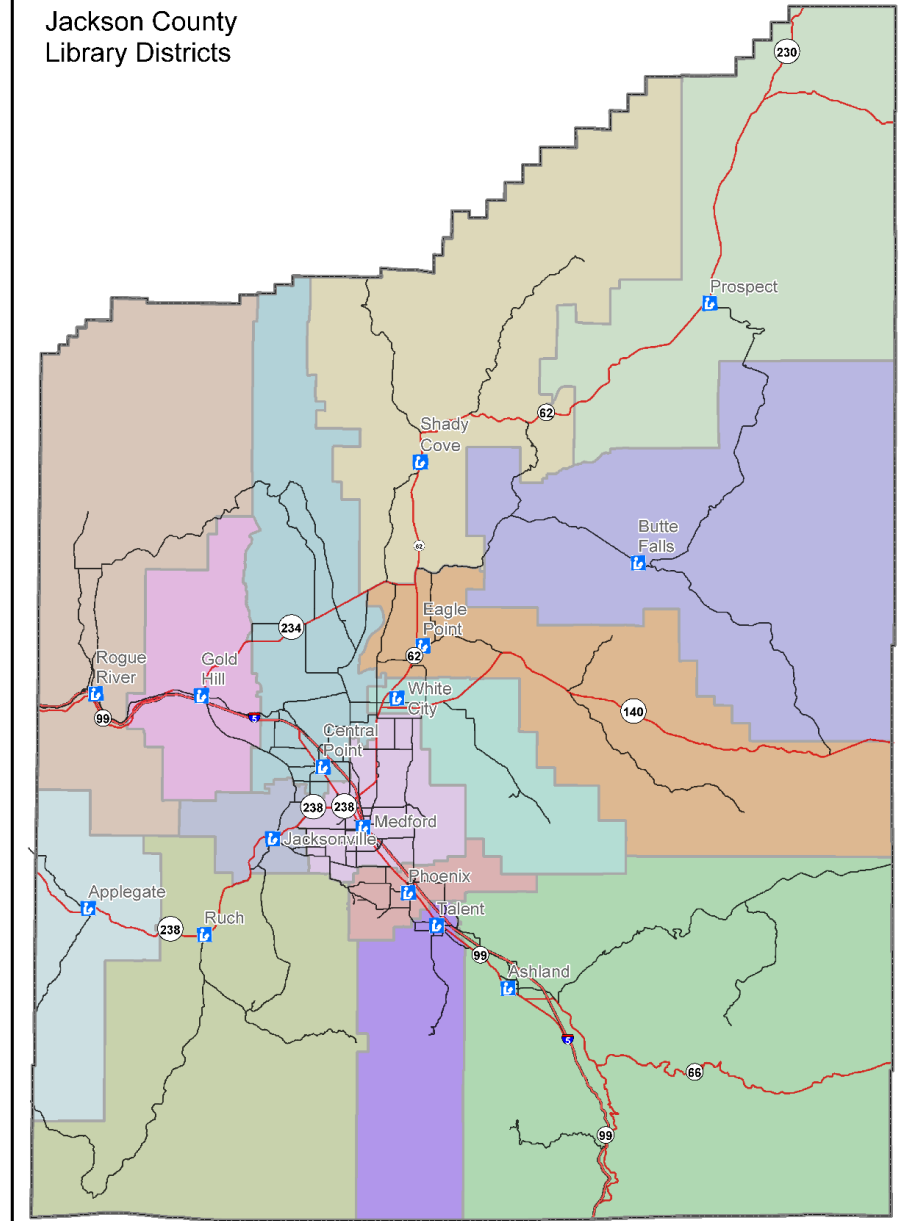 Jackson County
Library Districts
230
Prospect
62
Shady
Cove
62
Butte
Falls
234
Eagle
Point
62
Rogue
River
Gold
Hill
White
City
99
5
140
Central
Point
238
238
Medford
Jacksonville
Phoenix
Applegate
Ruch
Talent
238
99
Ashland
5
66
99